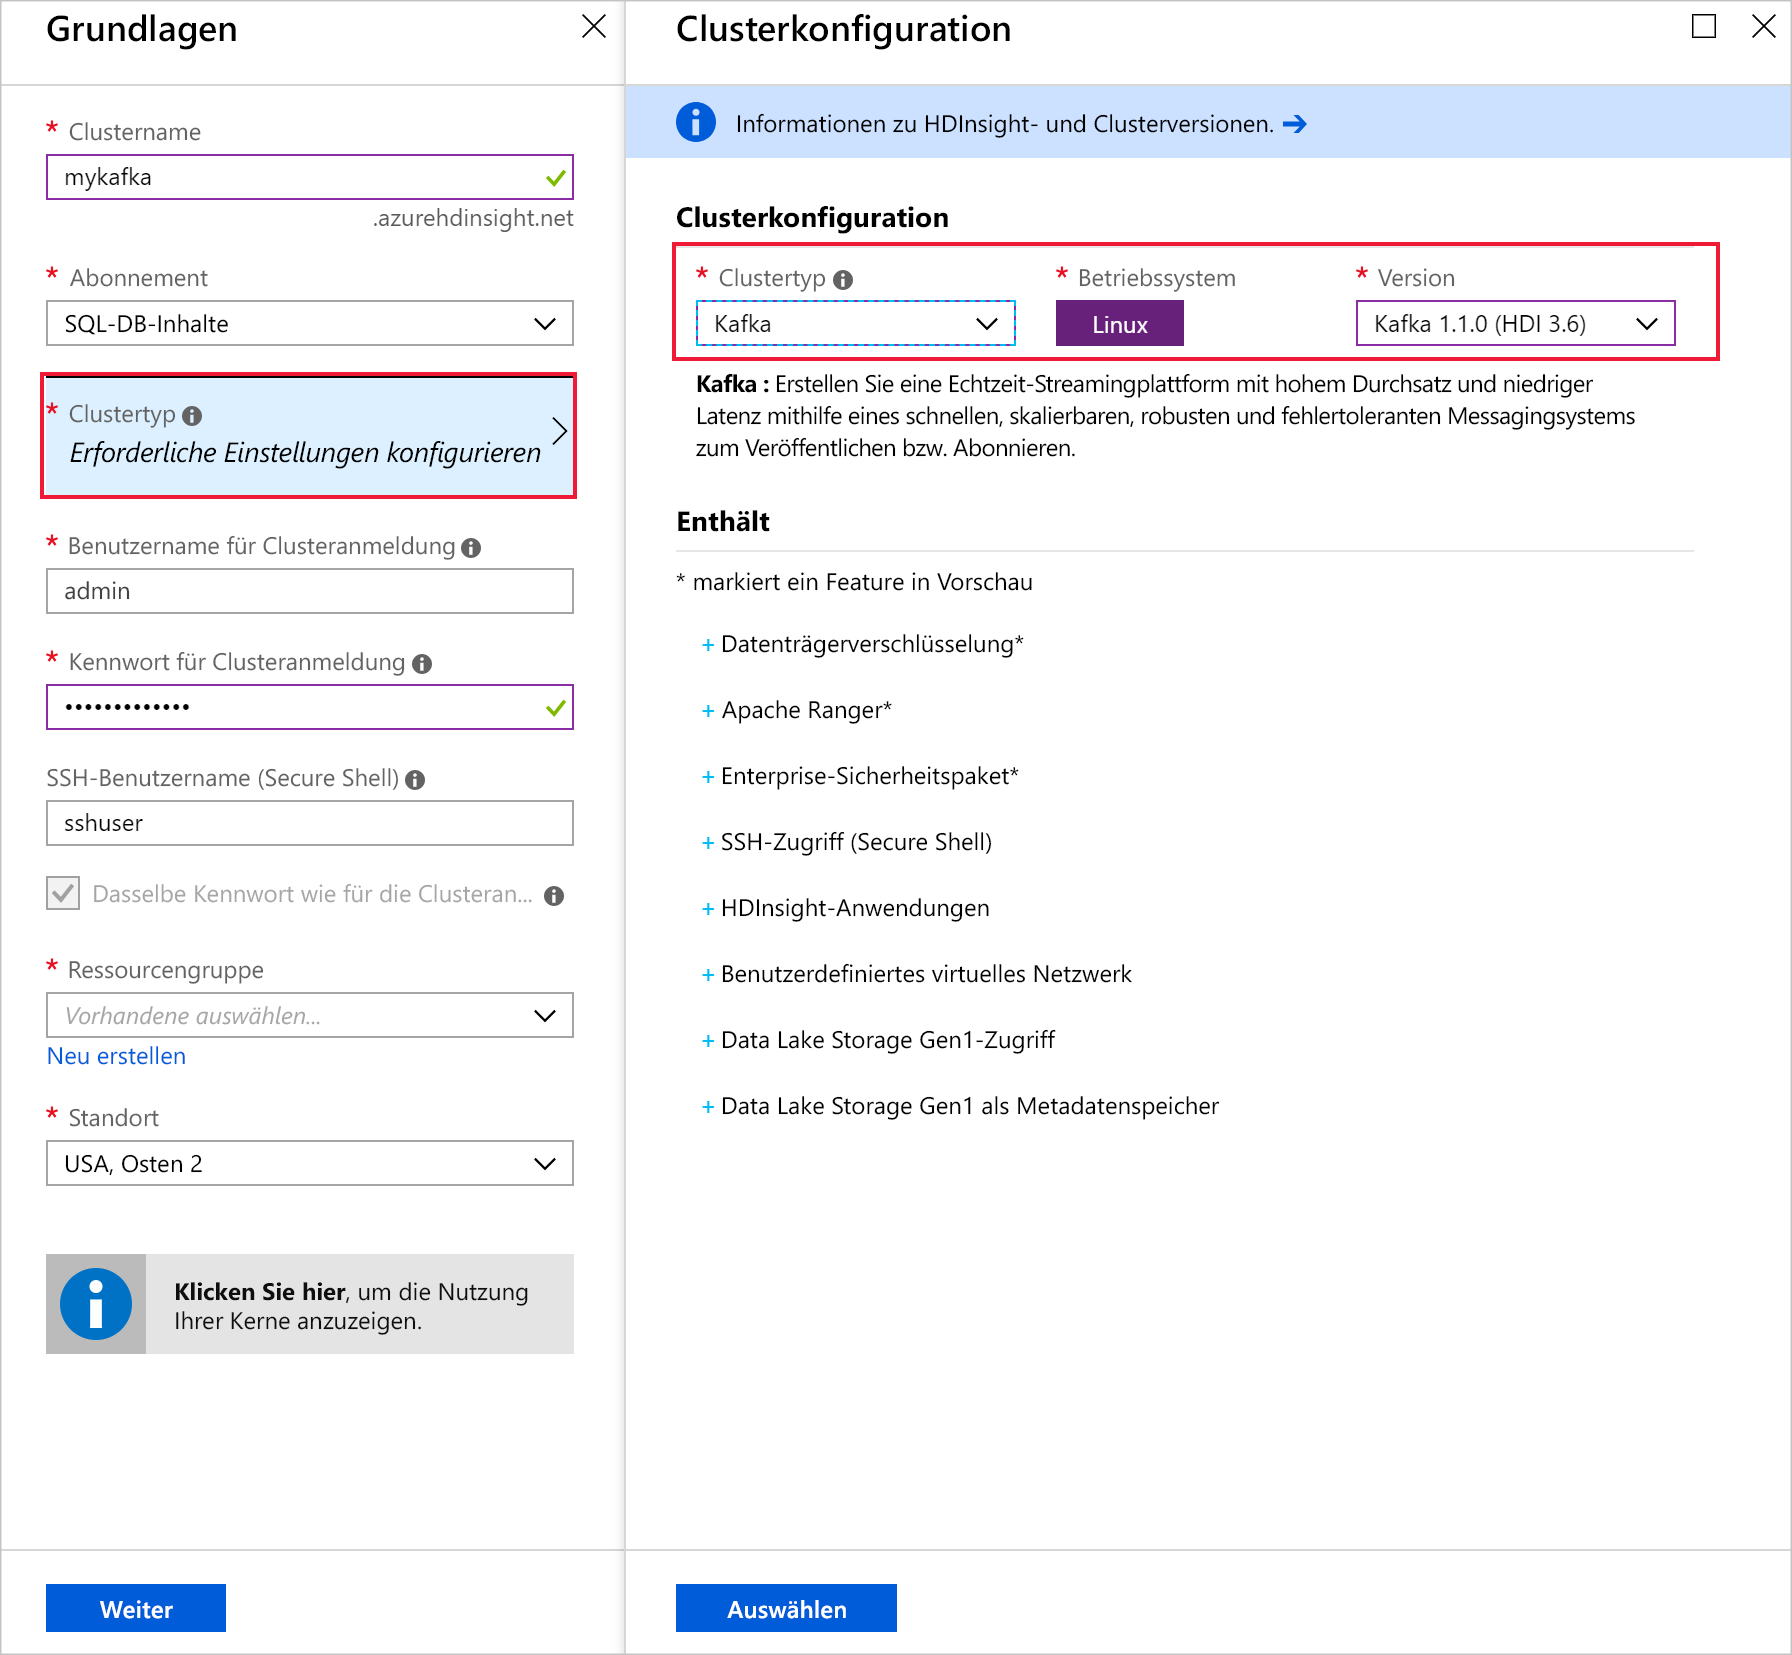 Grundlagen
* Clustername
mykafka
.azurehdinsight.net
* Abonnement
SQL-DB-Inhalte
* Clustertyp
Erforderliche Einstellungen konfigurieren
* Benutzername für Clusteranmeldung
admin
* Kennwort für Clusteranmeldung
•••••••••••••
SSH-Benutzername (Secure Shell)
sshuser
Dasselbe Kennwort wie für die Clusteran...
* Ressourcengruppe
Vorhandene auswählen...
Neu erstellen
* Standort
USA, Osten 2
Klicken Sie hier, um die Nutzung
Ihrer Kerne anzuzeigen.
Weiter
Clusterkonfiguration
Informationen zu HDInsight- und Clusterversionen.
Clusterkonfiguration
* Clustertyp * Betriebssystem * Version
Kafka Linux Kafka 1.1.0 (HDI 3.6)
Kafka : Erstellen Sie eine Echtzeit-Streamingplattform mit hohem Durchsatz und niedriger
Latenz mithilfe eines schnellen, skalierbaren, robusten und fehlertoleranten Messagingsystems
zum Veröffentlichen bzw. Abonnieren.
Enthält
* markiert ein Feature in Vorschau
+ Datenträgerverschlüsselung*
+ Apache Ranger*
+ Enterprise-Sicherheitspaket*
+ SSH-Zugriff (Secure Shell)
+ HDInsight-Anwendungen
+ Benutzerdefiniertes virtuelles Netzwerk
+ Data Lake Storage Gen1-Zugriff
+ Data Lake Storage Gen1 als Metadatenspeicher
Auswählen